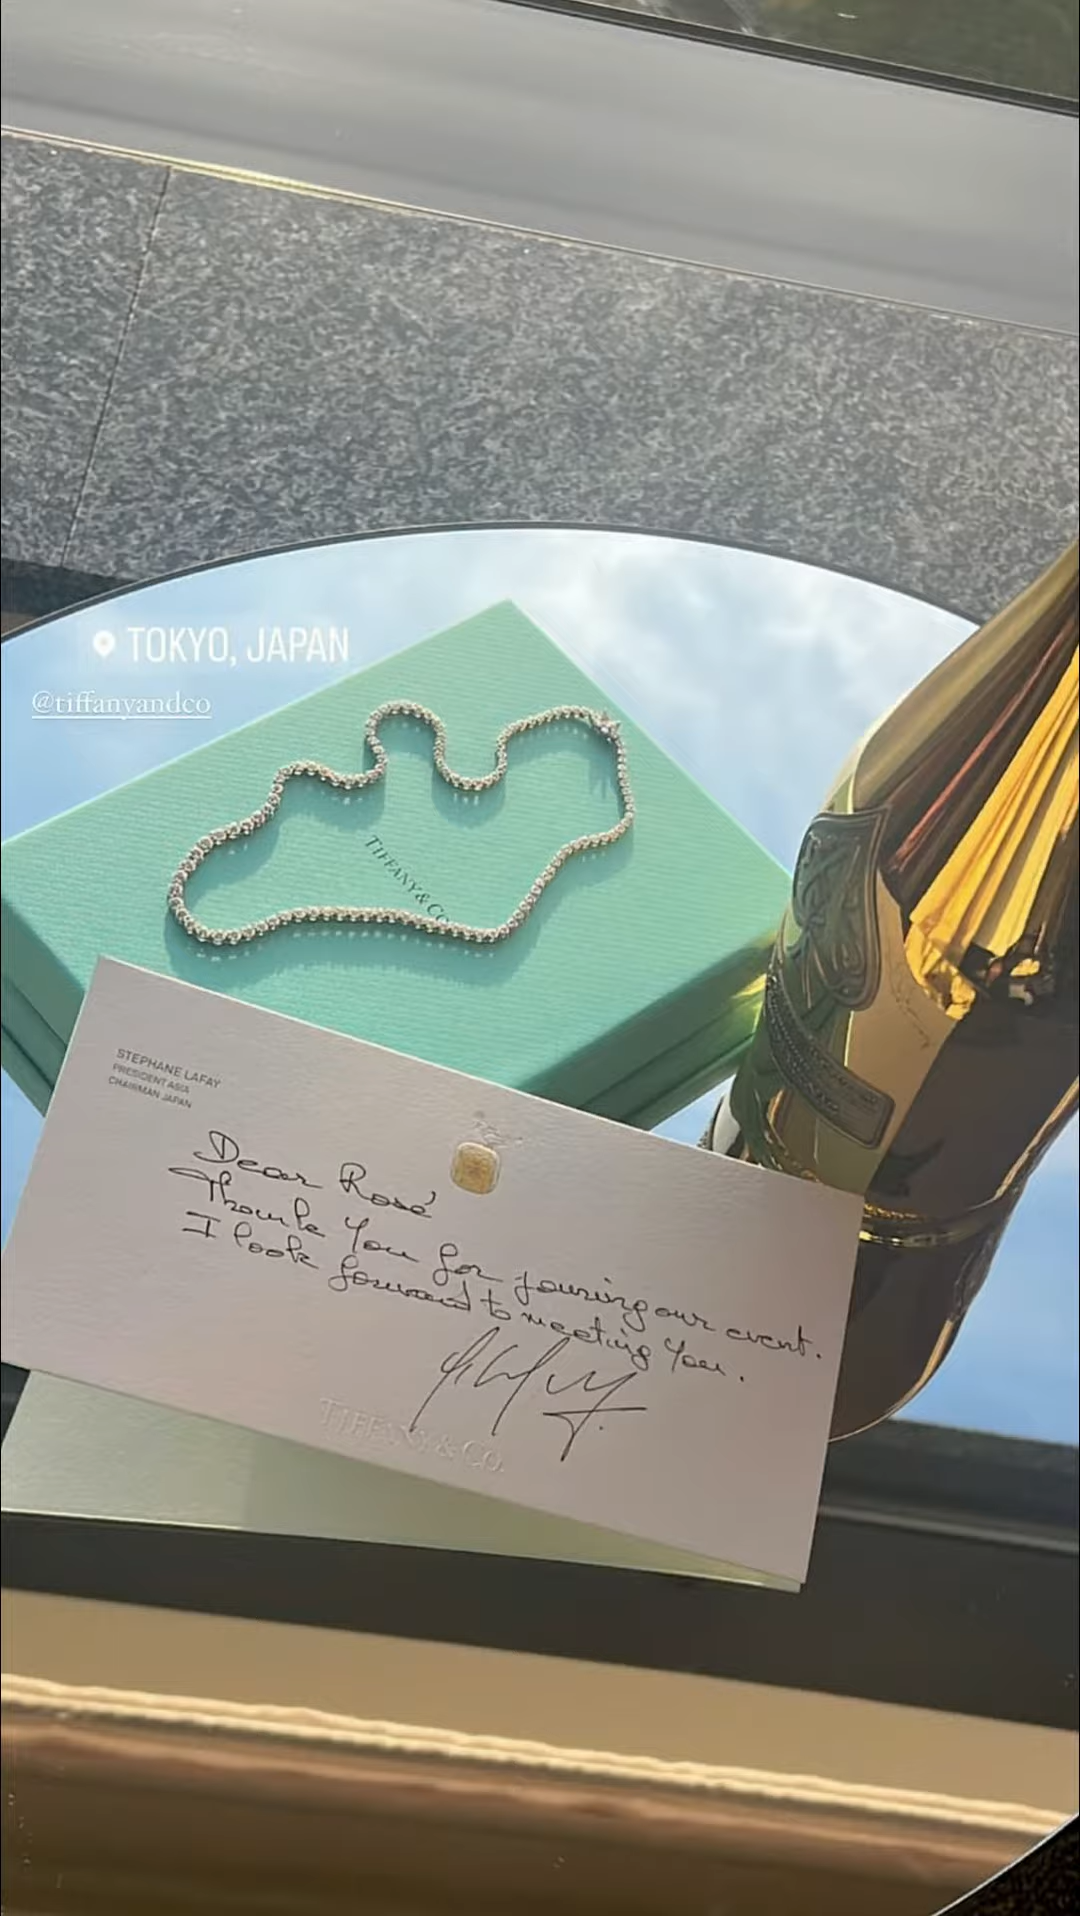 TOKYO, JAPAN
@tiffanyandco
TIFFANY & CO.
STEPHANE LAFAY
PRESIDENT ASIA
CHAIRMAN JAPAN
Dear Rosé
Thank You for joining our event.
I look forward to meeting You.
TIFFANY & CO.